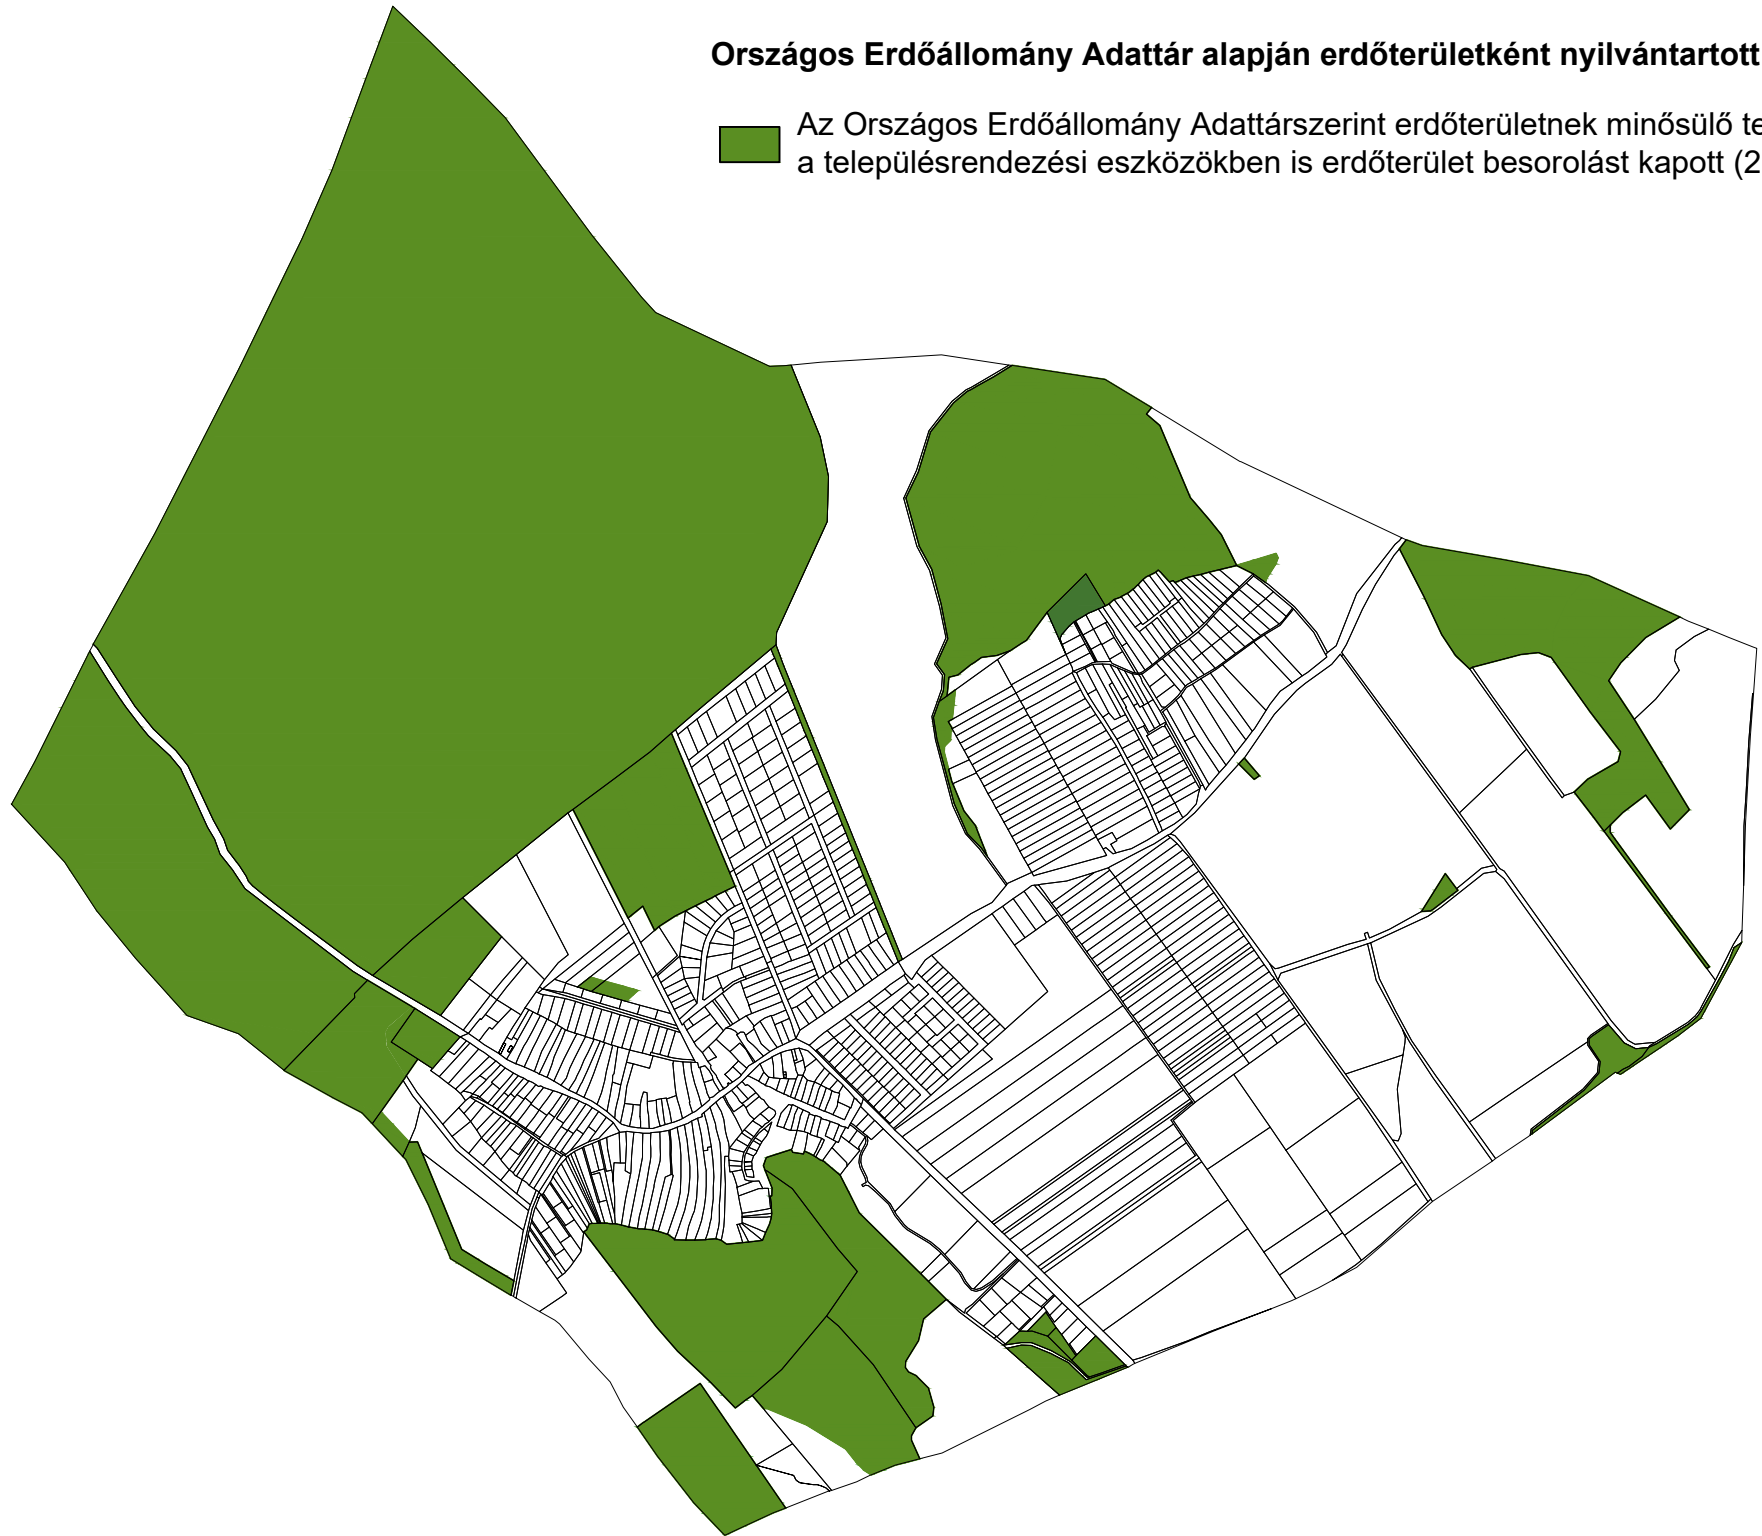 Országos Erdőállomány Adattár alapján erdőterületként nyilvántartott
Az Országos Erdőállomány Adattárszerint erdőterületnek minősülő te
a településrendezési eszközökben is erdőterület besorolást kapott (2